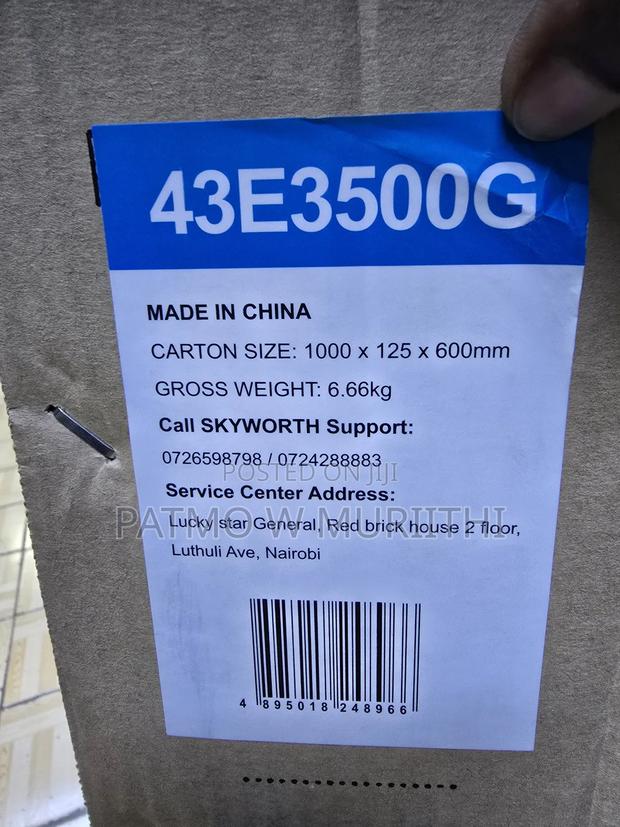 43E3500G
MADE IN CHINA
CARTON SIZE: 1000 x 125 x 600mm
GROSS WEIGHT: 6.66kg
Call SKYWORTH Support:
0726598798 / 0724288883
POSTED ON JIJI
Service Center Address:
PATMO W MURIITHI
Lucky star General, Red brick house 2 floor,
Luthuli Ave, Nairobi
4 895018 248966